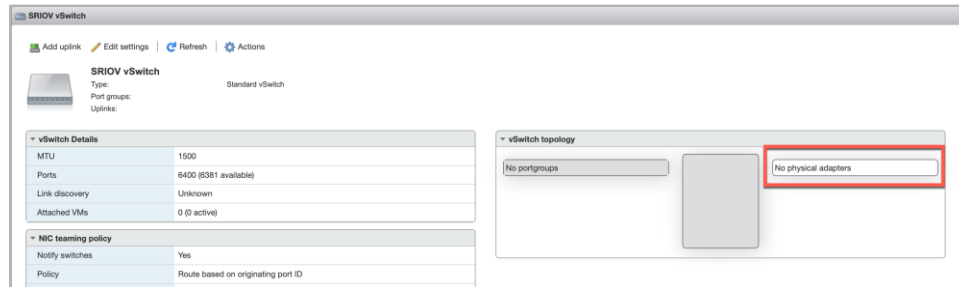 SRIOV vSwitch
Add uplink Edit settings Refresh Actions
SRIOV vSwitch
Type: Standard vSwitch
Port groups:
Uplinks:
vSwitch Details
MTU 1500
Ports 6400 (6381 available)
Link discovery Unknown
Attached VMs 0 (0 active)
NIC teaming policy
Notify switches Yes
Policy Route based on originating port ID
vSwitch topology
No portgroups
No physical adapters